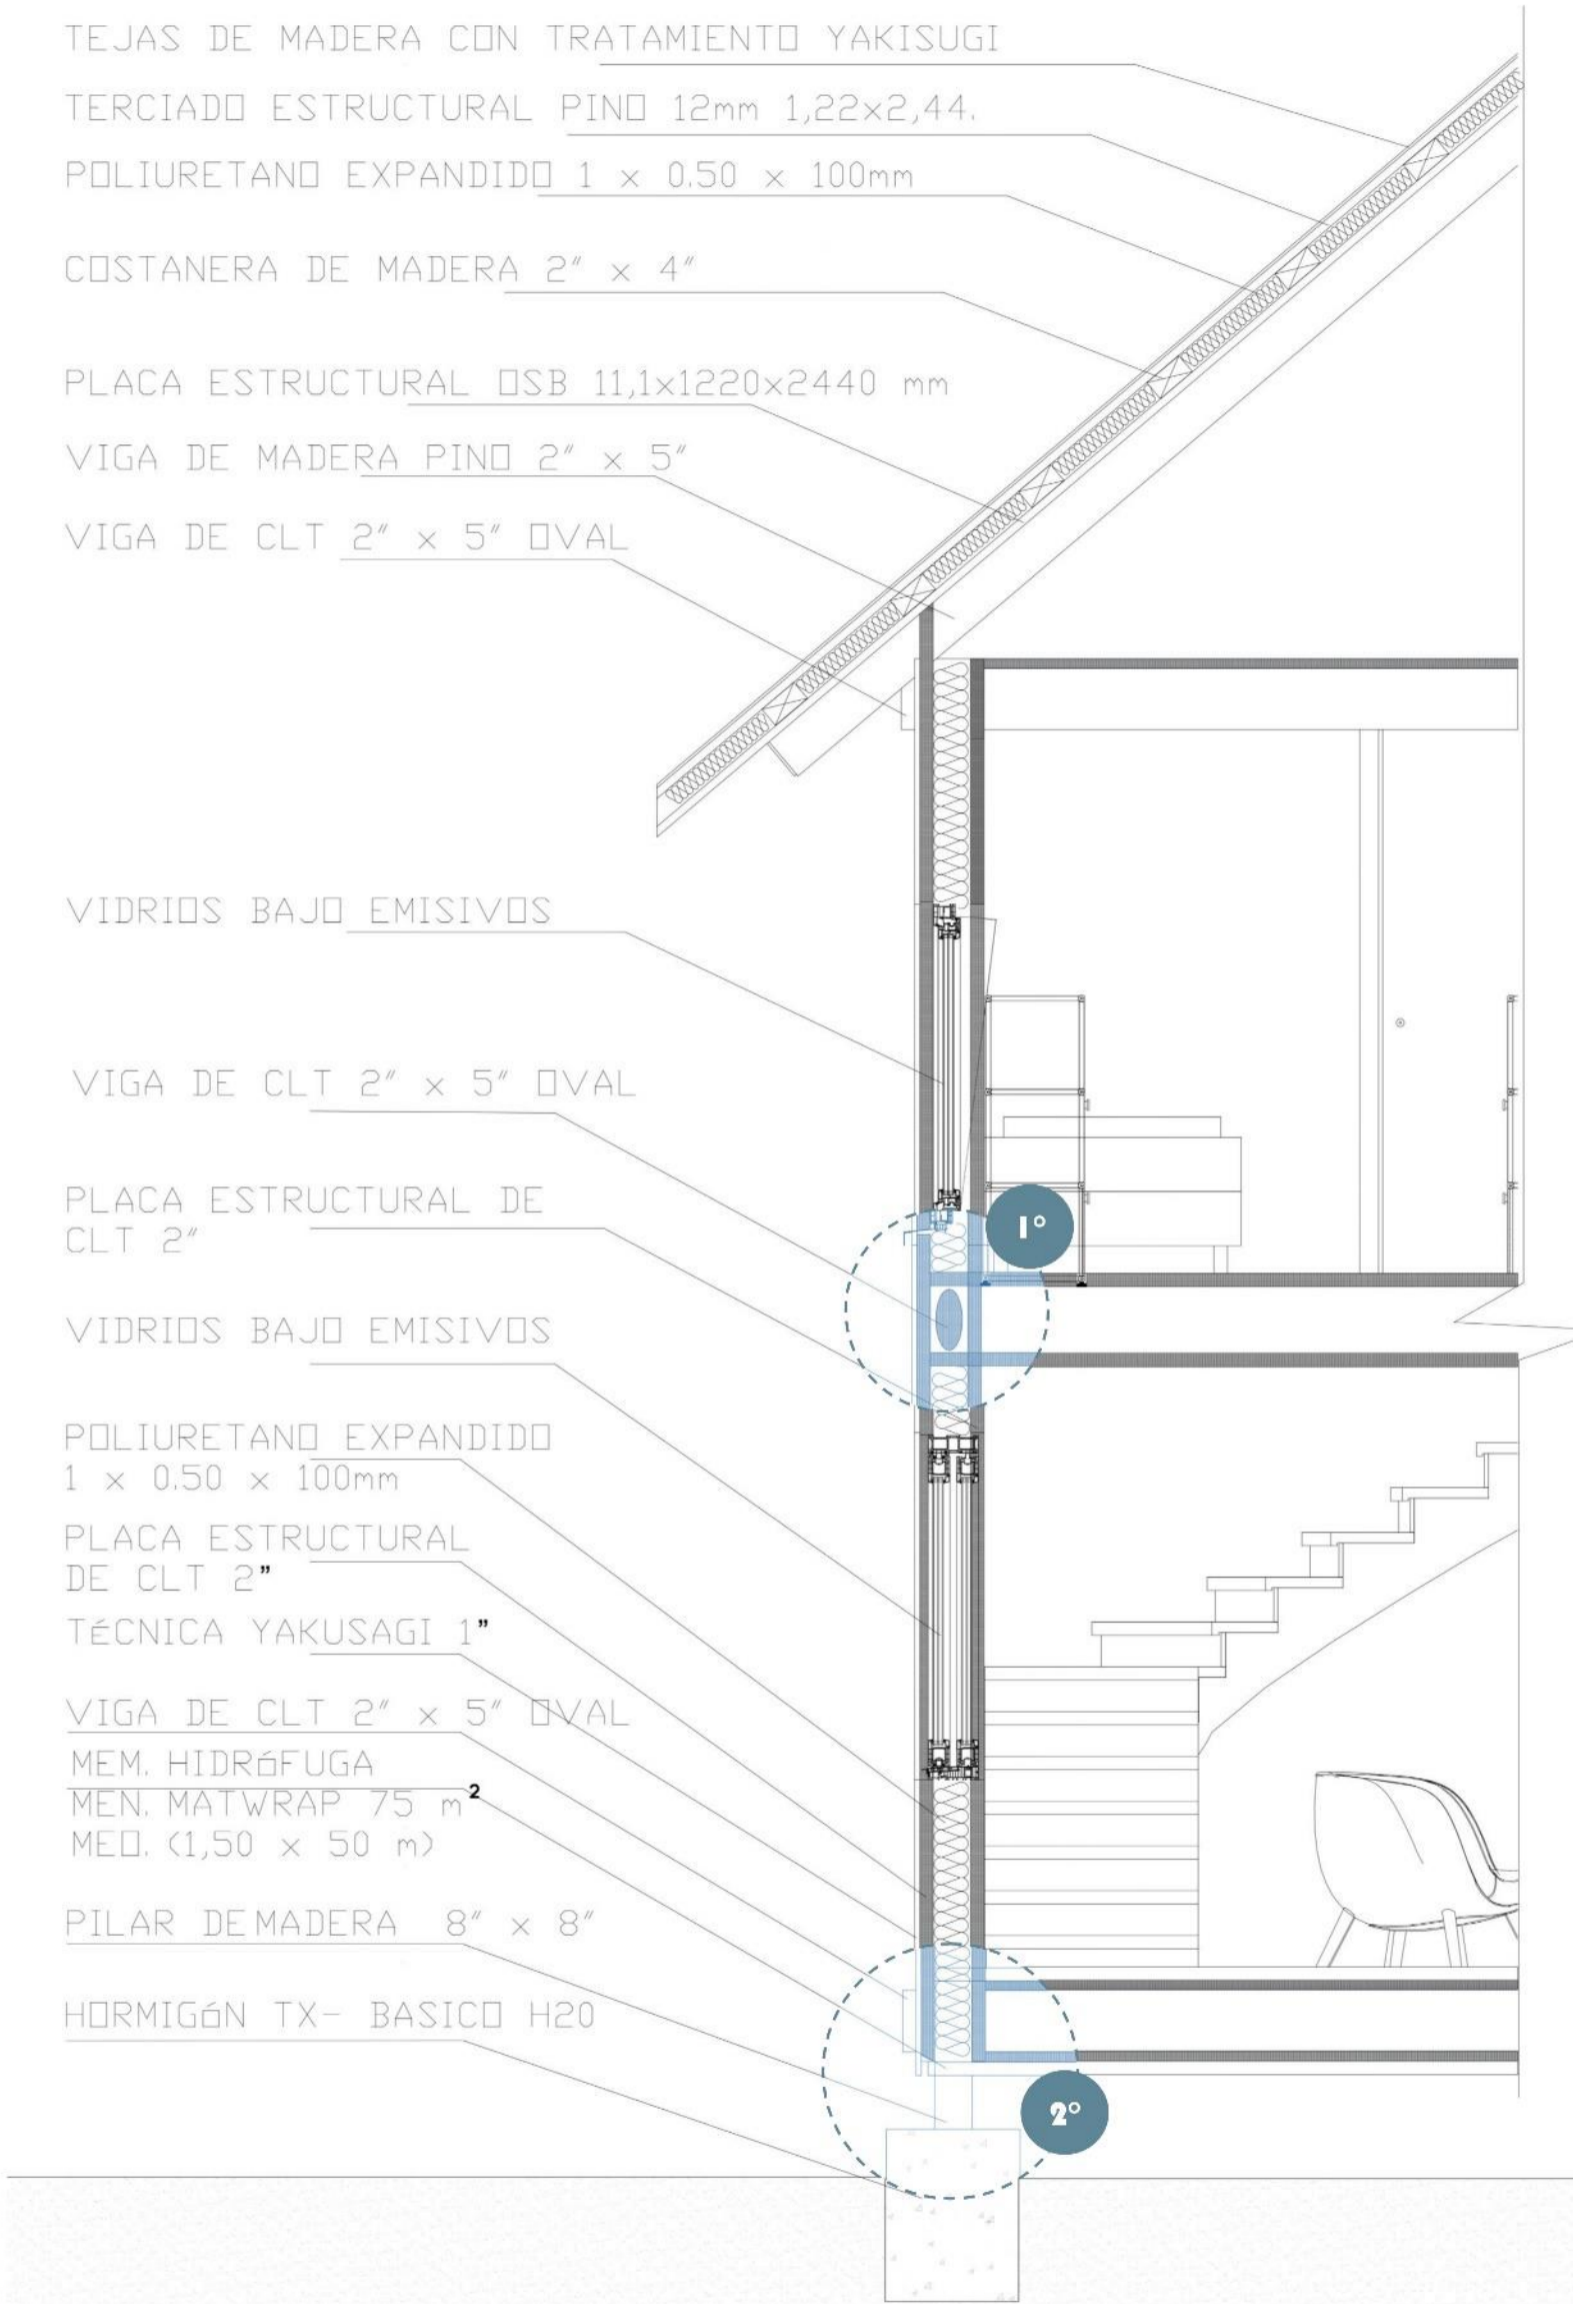 TEJAS DE MADERA CON TRATAMIENTO YAKISUGI
TERCIADO ESTRUCTURAL PINO 12mm 1,22x2,44.
POLIURETANO EXPANDIDO 1 x 0.50 x 100mm
COSTANERA DE MADERA 2" x 4"
PLACA ESTRUCTURAL OSB 11,1x1220x2440 mm
VIGA DE MADERA PINO 2" x 5"
VIGA DE CLT 2" x 5" OVAL
VIDRIOS BAJO EMISIVOS
VIGA DE CLT 2" x 5" OVAL
PLACA ESTRUCTURAL DE
CLT 2"
1°
VIDRIOS BAJO EMISIVOS
POLIURETANO EXPANDIDO
1 x 0.50 x 100mm
PLACA ESTRUCTURAL
DE CLT 2"
TéCNICA YAKUSAGI 1"
VIGA DE CLT 2" x 5" OVAL
MEM. HIDRóFUGA
MEN. MATWRAP 75 m²
MEO. (1,50 x 50 m)
PILAR DEMADERA 8" x 8"
HORMIGóN TX- BASICO H20
2°